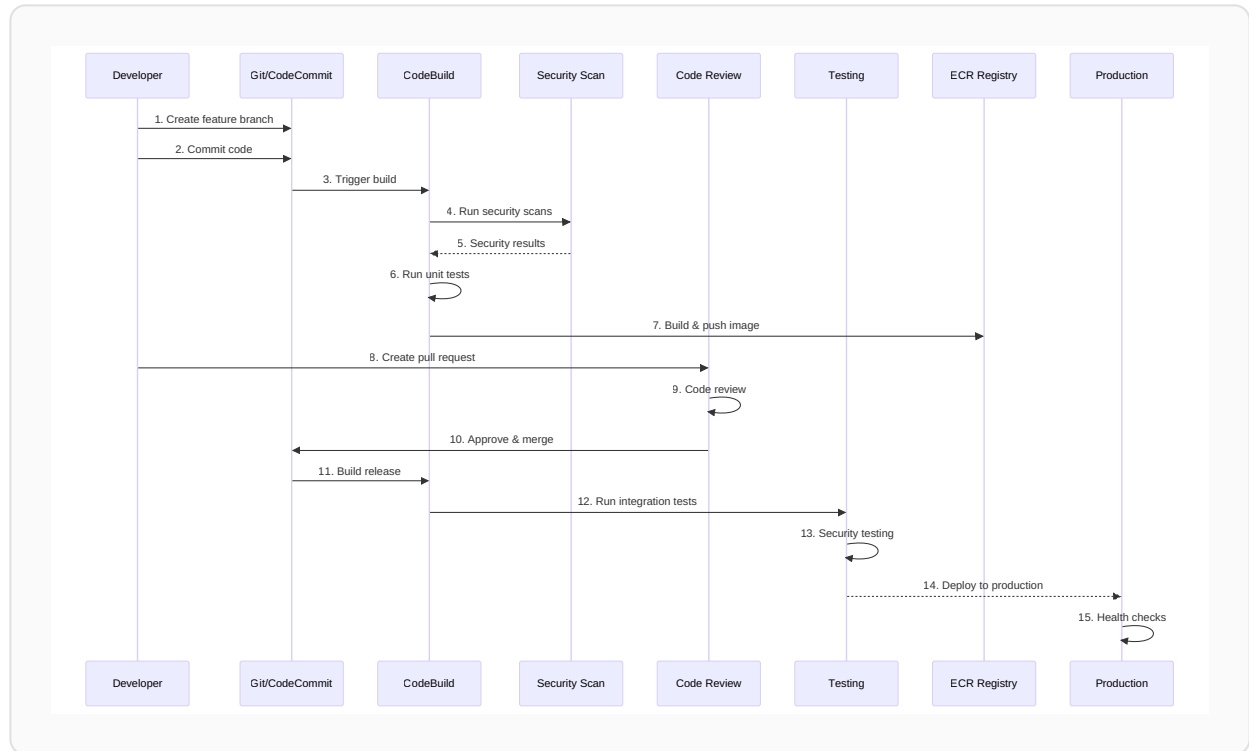 Developer
Git/CodeCommit
CodeBuild
Security Scan
Code Review
Testing
ECR Registry
Production
1. Create feature branch
2. Commit code
3. Trigger build
4. Run security scans
5. Security results
6. Run unit tests
7. Build & push image
8. Create pull request
9. Code review
10. Approve & merge
11. Build release
12. Run integration tests
13. Security testing
14. Deploy to production
15. Health checks
Developer
Git/CodeCommit
CodeBuild
Security Scan
Code Review
Testing
ECR Registry
Production